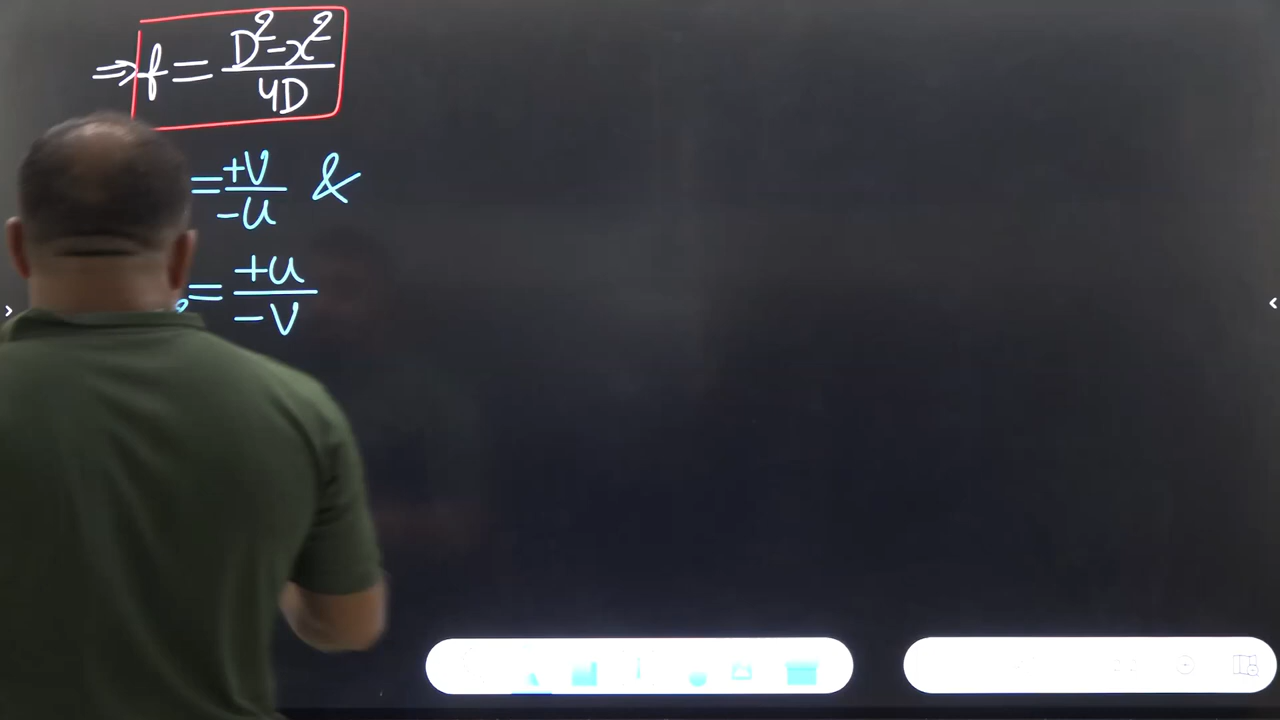 ⇒ f = (D² - x²) / 4D
= +V / -u &
= +u / -V